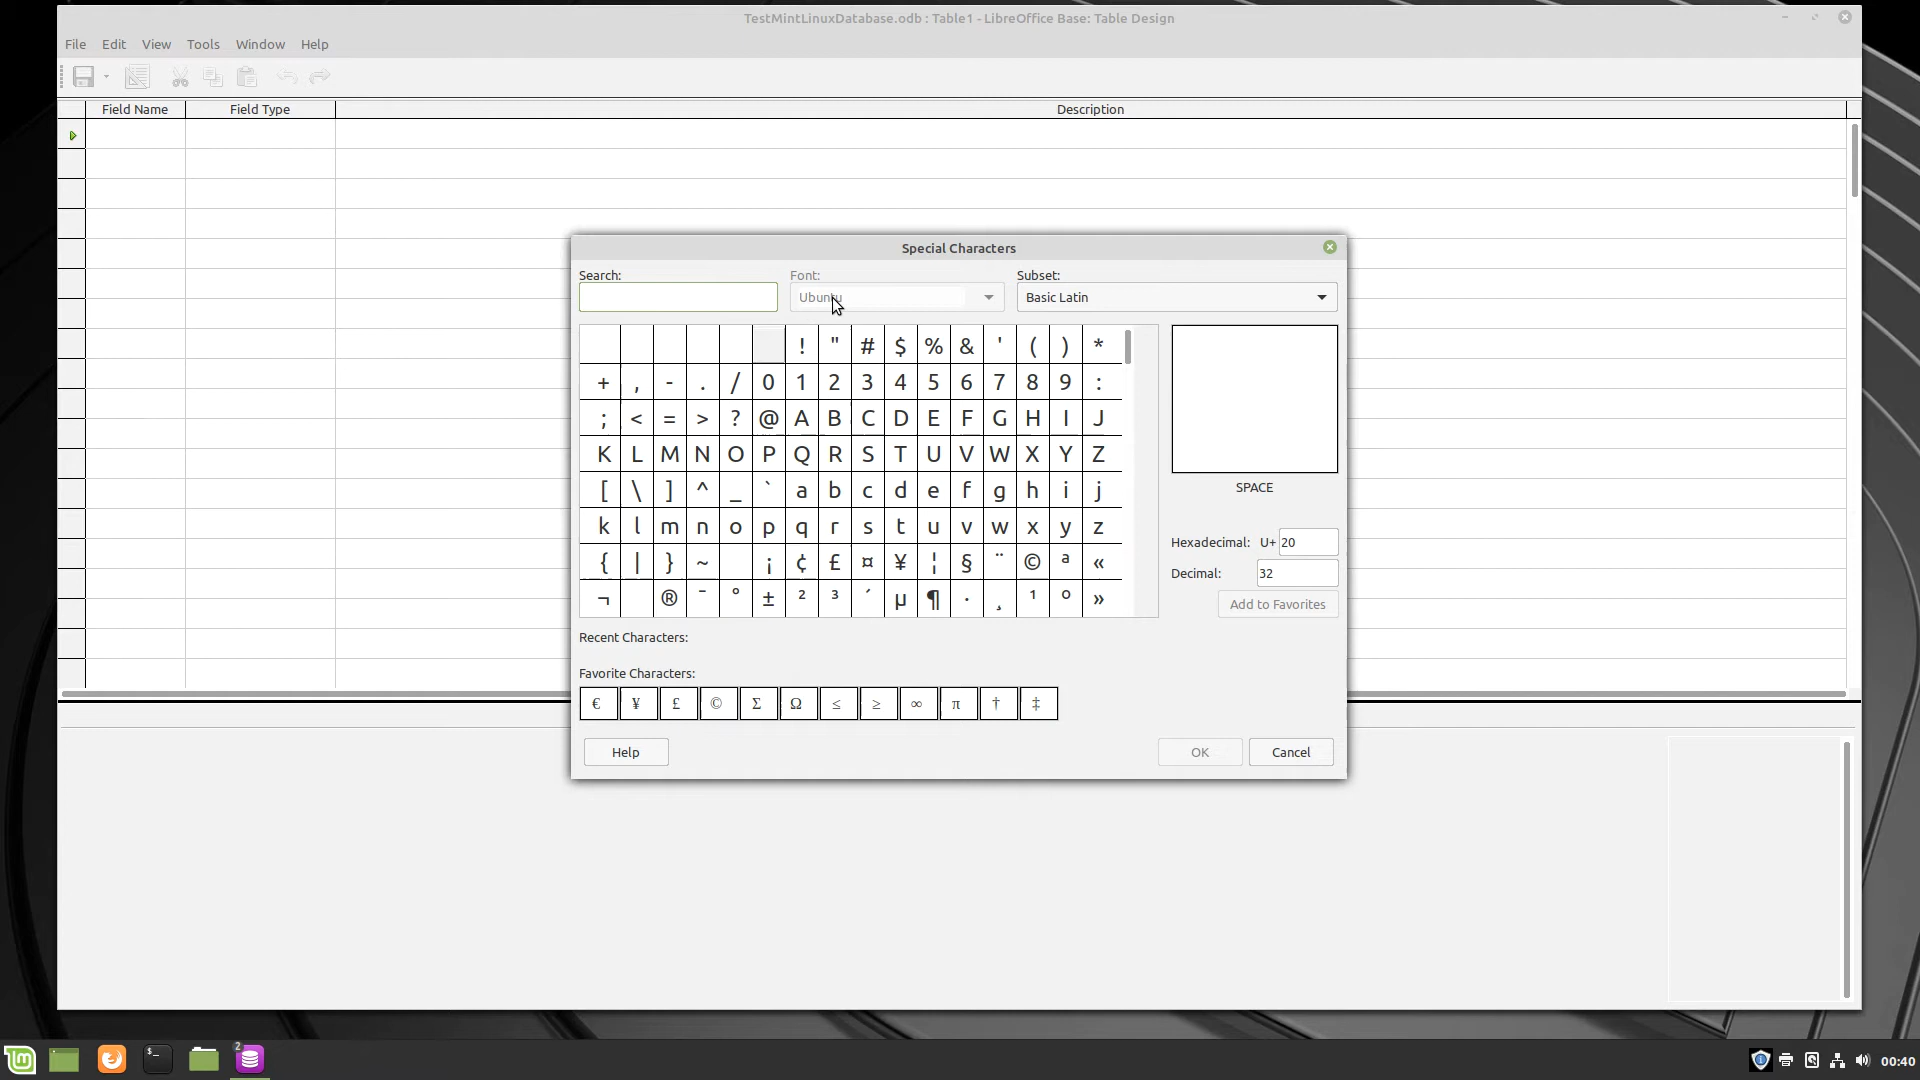 TestMintLinuxDatabase.odb : Table1 - LibreOffice Base: Table Design
File Edit View Tools Window Help
Field Name Field Type Description
Special Characters
Search: Font: Subset:
Ubuntu Basic Latin
! " # $ % & ' ( ) *
+ , - . / 0 1 2 3 4 5 6 7 8 9 :
; < = > ? @ A B C D E F G H I J
K L M N O P Q R S T U V W X Y Z
[ \ ] ^ _ ` a b c d e f g h i j
SPACE
k l m n o p q r s t u v w x y z
Hexadecimal: U+ 20
{ | } ~ ¡ ¢ £ ¤ ¥ ¦ § ¨ © ª «
Decimal: 32
¬ ® ¯ ° ± ² ³ ´ µ ¶ · ¸ ¹ º »
Add to Favorites
Recent Characters:
Favorite Characters:
€ ¥ £ © Σ Ω ≤ ≥ ∞ π † ‡
Help OK Cancel
2
00:40